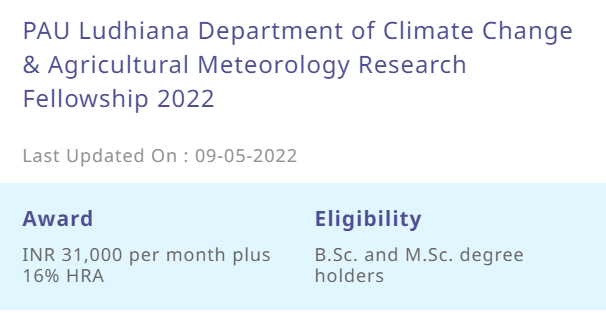 PAU Ludhiana Department of Climate Change
& Agricultural Meteorology Research
Fellowship 2022
Last Updated On : 09-05-2022
Award
INR 31,000 per month plus
16% HRA
Eligibility
B.Sc. and M.Sc. degree
holders